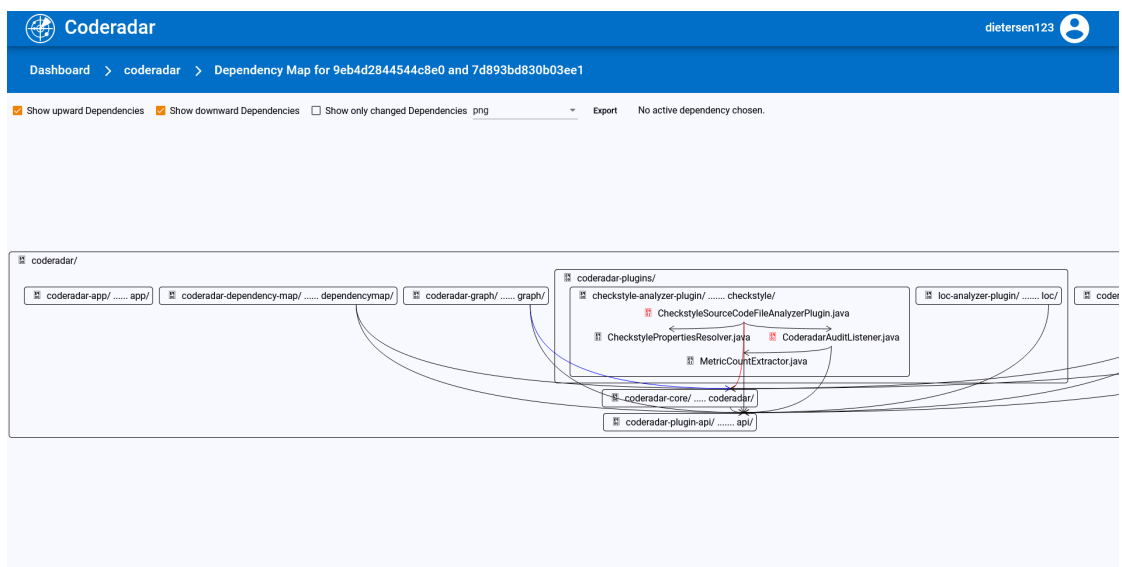 Coderadar
dietersen123
Dashboard > coderadar > Dependency Map for 9eb4d2844544c8e0 and 7d893bd830b03ee1
Show upward Dependencies Show downward Dependencies Show only changed Dependencies png Export No active dependency chosen.
coderadar/
coderadar-plugins/
coderadar-app/ ...... app/ coderadar-dependency-map/ ...... dependencymap/ coderadar-graph/ ...... graph/ checkstyle-analyzer-plugin/ ....... checkstyle/ loc-analyzer-plugin/ ....... loc/ coder
CheckstyleSourceCodeFileAnalyzerPlugin.java
CheckstylePropertiesResolver.java CoderadarAuditListener.java
MetricCountExtractor.java
coderadar-core/ ..... coderadar/
coderadar-plugin-api/ ....... api/